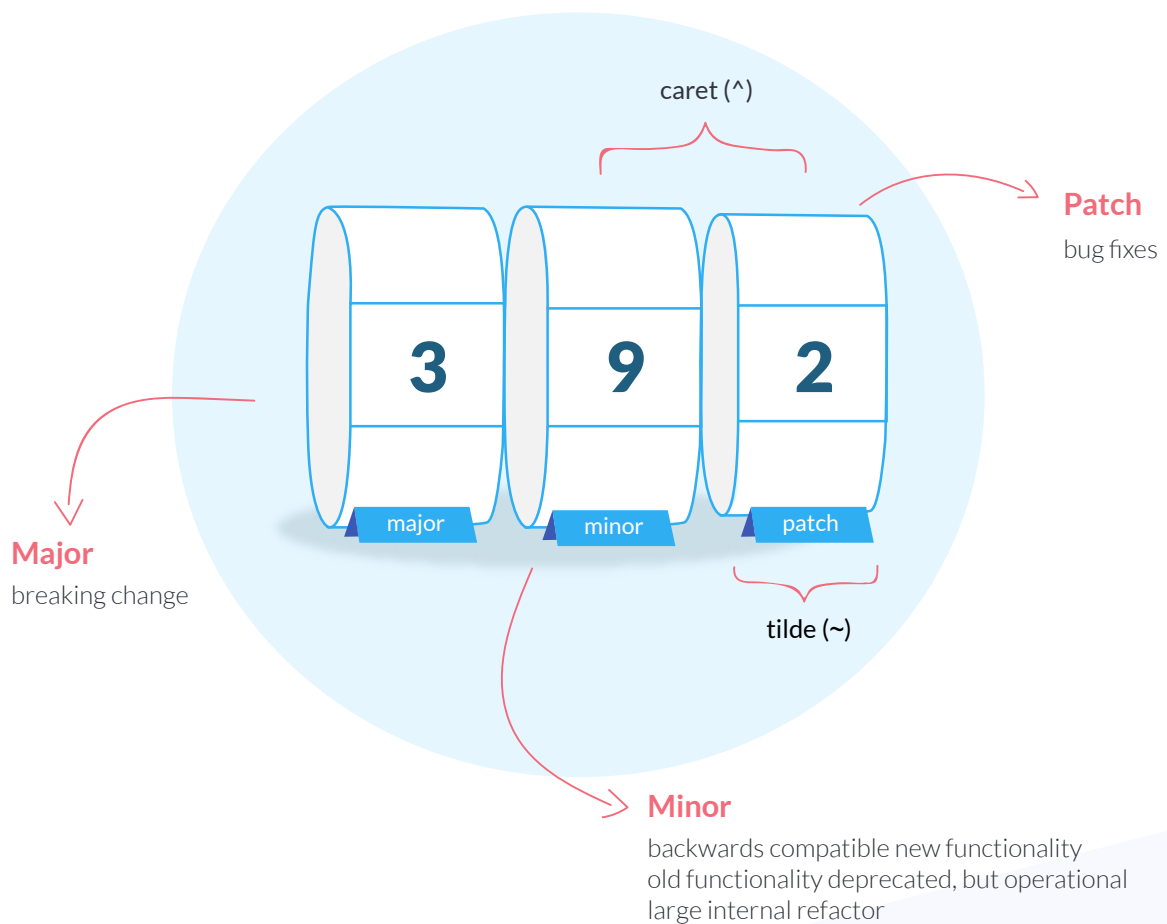 caret (^)
Patch
bug fixes
3 9 2
major minor patch
Major
breaking change
tilde (~)
Minor
backwards compatible new functionality
old functionality deprecated, but operational
large internal refactor